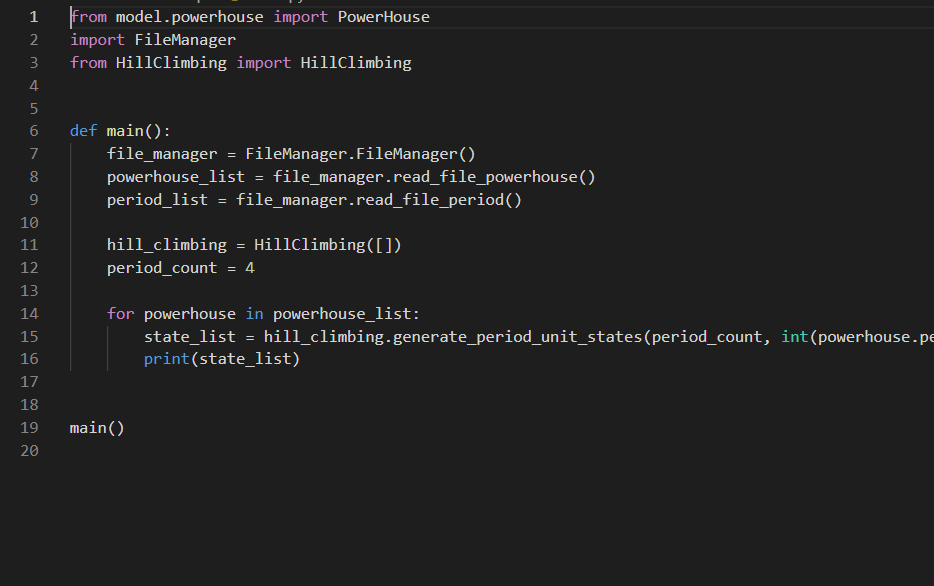 1 from model.powerhouse import PowerHouse
2 import FileManager
3 from HillClimbing import HillClimbing
4
5
6 def main():
7     file_manager = FileManager.FileManager()
8     powerhouse_list = file_manager.read_file_powerhouse()
9     period_list = file_manager.read_file_period()
10
11     hill_climbing = HillClimbing([])
12     period_count = 4
13
14     for powerhouse in powerhouse_list:
15         state_list = hill_climbing.generate_period_unit_states(period_count, int(powerhouse.pe
16         print(state_list)
17
18
19 main()
20